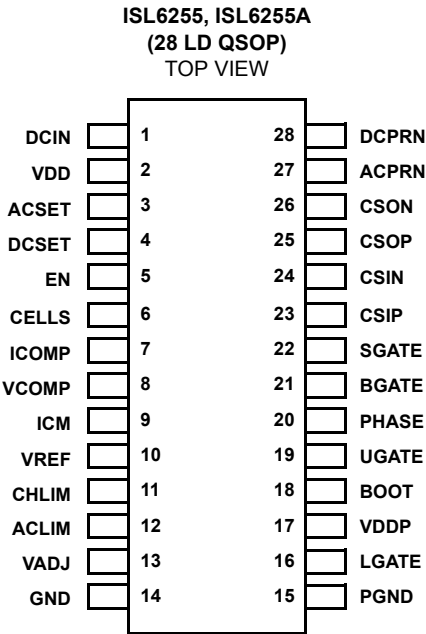 ISL6255, ISL6255A
(28 LD QSOP)
TOP VIEW
DCIN 1 28 DCPRN
VDD 2 27 ACPRN
ACSET 3 26 CSON
DCSET 4 25 CSOP
EN 5 24 CSIN
CELLS 6 23 CSIP
ICOMP 7 22 SGATE
VCOMP 8 21 BGATE
ICM 9 20 PHASE
VREF 10 19 UGATE
CHLIM 11 18 BOOT
ACLIM 12 17 VDDP
VADJ 13 16 LGATE
GND 14 15 PGND